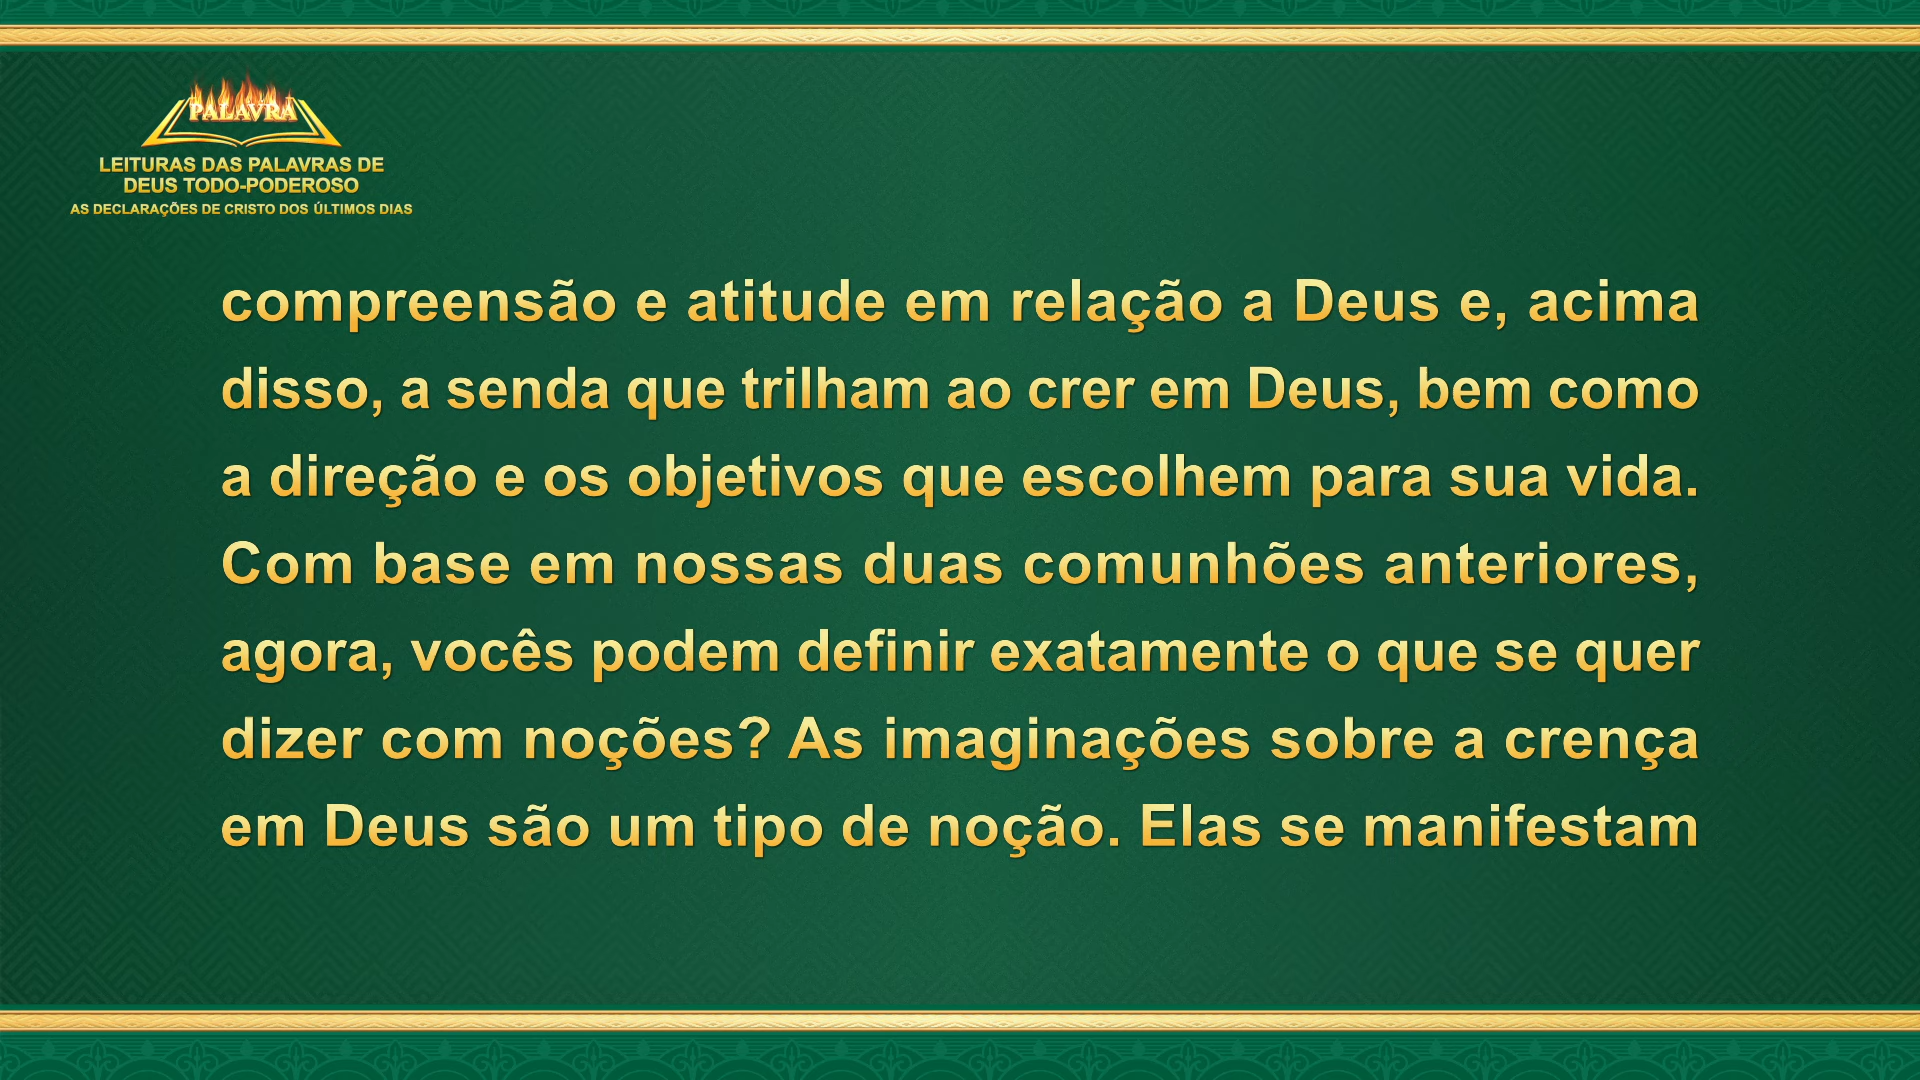 PALAVRA
LEITURAS DAS PALAVRAS DE
DEUS TODO-PODEROSO
AS DECLARAÇÕES DE CRISTO DOS ÚLTIMOS DIAS
compreensão e atitude em relação a Deus e, acima
disso, a senda que trilham ao crer em Deus, bem como
a direção e os objetivos que escolhem para sua vida.
Com base em nossas duas comunhões anteriores,
agora, vocês podem definir exatamente o que se quer
dizer com noções? As imaginações sobre a crença
em Deus são um tipo de noção. Elas se manifestam